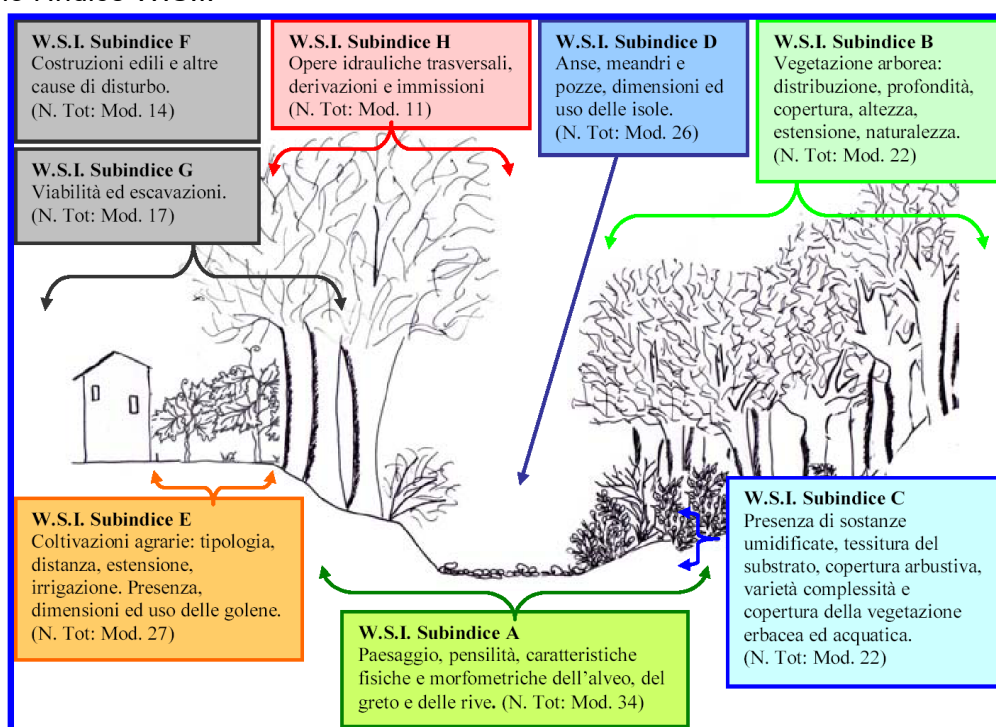 W.S.I. Subindice F
Costruzioni edili e altre
cause di disturbo.
(N. Tot: Mod. 14)
W.S.I. Subindice H
Opere idrauliche trasversali,
derivazioni e immissioni
(N. Tot: Mod. 11)
W.S.I. Subindice D
Anse, meandri e
pozze, dimensioni ed
uso delle isole.
(N. Tot: Mod. 26)
W.S.I. Subindice B
Vegetazione arborea:
distribuzione, profondità,
copertura, altezza,
estensione, naturalezza.
(N. Tot: Mod. 22)
W.S.I. Subindice G
Viabilità ed escavazioni.
(N. Tot: Mod. 17)
W.S.I. Subindice E
Coltivazioni agrarie: tipologia,
distanza, estensione,
irrigazione. Presenza,
dimensioni ed uso delle golene.
(N. Tot: Mod. 27)
W.S.I. Subindice C
Presenza di sostanze
umidificate, tessitura del
substrato, copertura arbustiva,
varietà complessità e
copertura della vegetazione
erbacea ed acquatica.
(N. Tot: Mod. 22)
W.S.I. Subindice A
Paesaggio, pensilità, caratteristiche
fisiche e morfometriche dell'alveo, del
greto e delle rive. (N. Tot: Mod. 34)